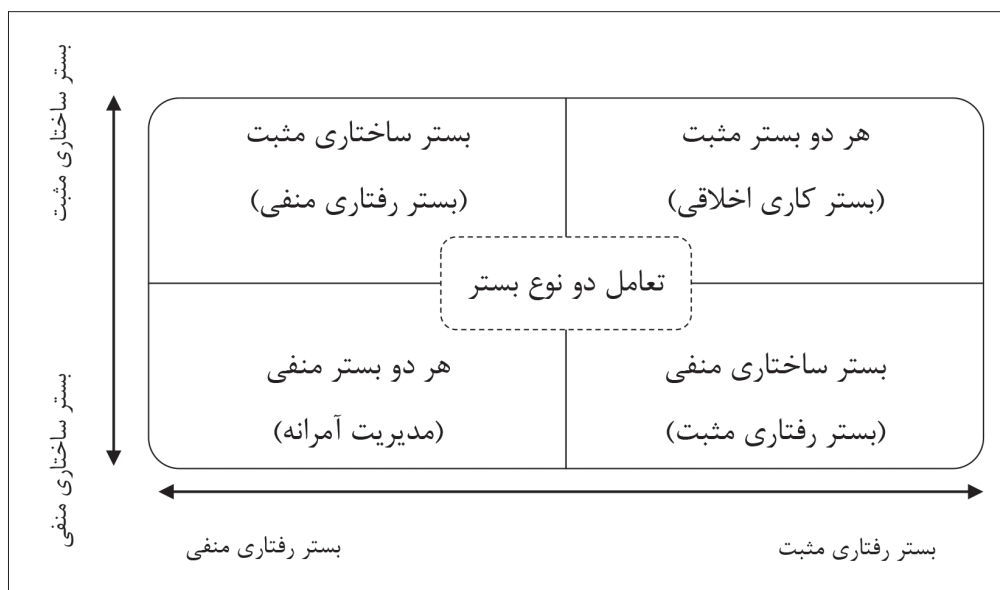 بستر ساختاری مثبت
هر دو بستر مثبت
(بستر کاری اخلاقی)
بستر ساختاری مثبت
(بستر رفتاری منفی)
تعامل دو نوع بستر
بستر ساختاری منفی
(بستر رفتاری مثبت)
هر دو بستر منفی
(مدیریت آمرانه)
بستر ساختاری منفی
بستر رفتاری مثبت
بستر رفتاری منفی